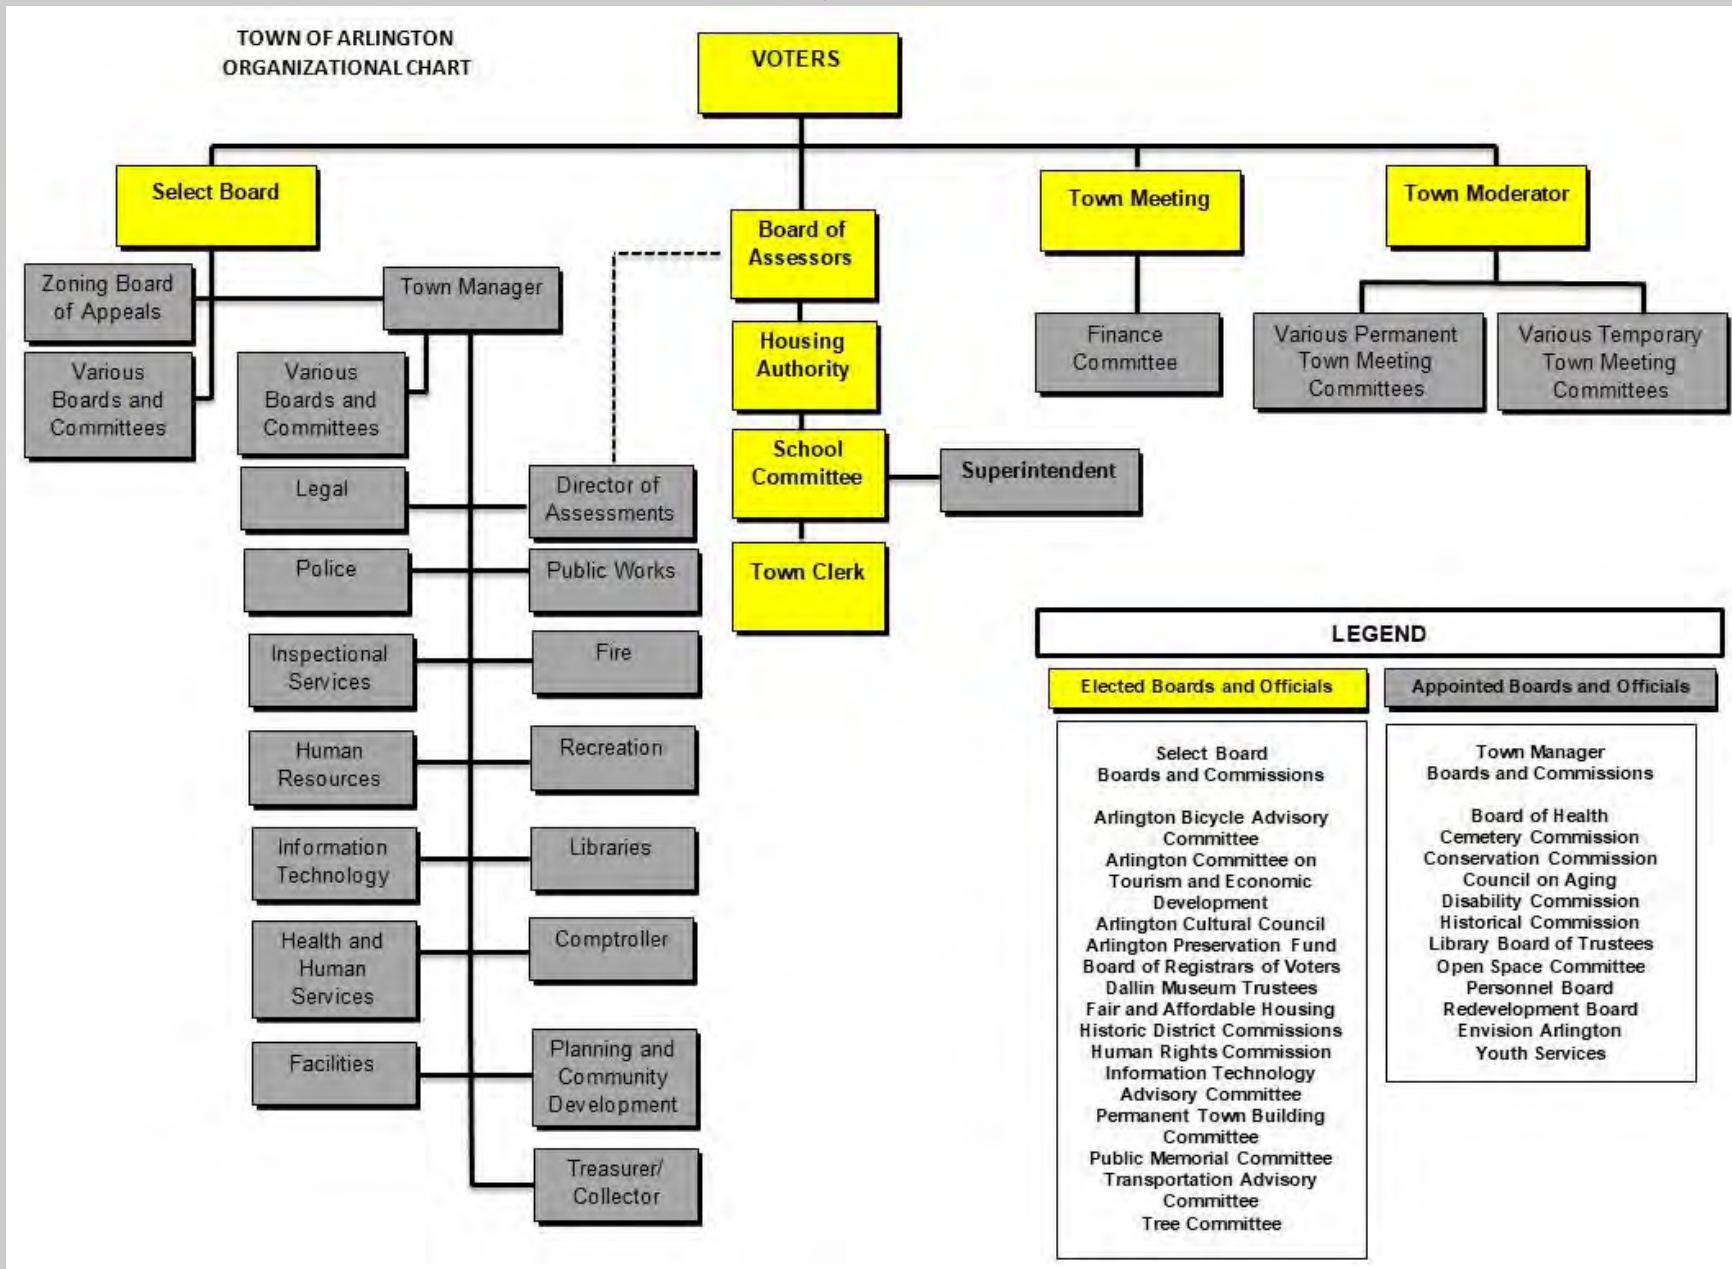 TOWN OF ARLINGTON
ORGANIZATIONAL CHART
VOTERS
Select Board
Board of
Assessors
Town Meeting
Town Moderator
Zoning Board
of Appeals
Town Manager
Various
Boards and
Committees
Various
Boards and
Committees
Housing
Authority
Finance
Committee
Various Permanent
Town Meeting
Committees
Various Temporary
Town Meeting
Committees
School
Committee
Superintendent
Town Clerk
Legal
Director of
Assessments
Police
Public Works
Inspectional
Services
Fire
Human
Resources
Recreation
Information
Technology
Libraries
Health and
Human
Services
Comptroller
Facilities
Planning and
Community
Development
Treasurer/
Collector
LEGEND
Elected Boards and Officials
Select Board
Boards and Commissions
Arlington Bicycle Advisory
Committee
Arlington Committee on
Tourism and Economic
Development
Arlington Cultural Council
Arlington Preservation Fund
Board of Registrars of Voters
Dallin Museum Trustees
Fair and Affordable Housing
Historic District Commissions
Human Rights Commission
Information Technology
Advisory Committee
Permanent Town Building
Committee
Public Memorial Committee
Transportation Advisory
Committee
Tree Committee
Appointed Boards and Officials
Town Manager
Boards and Commissions
Board of Health
Cemetery Commission
Conservation Commission
Council on Aging
Disability Commission
Historical Commission
Library Board of Trustees
Open Space Committee
Personnel Board
Redevelopment Board
Envision Arlington
Youth Services